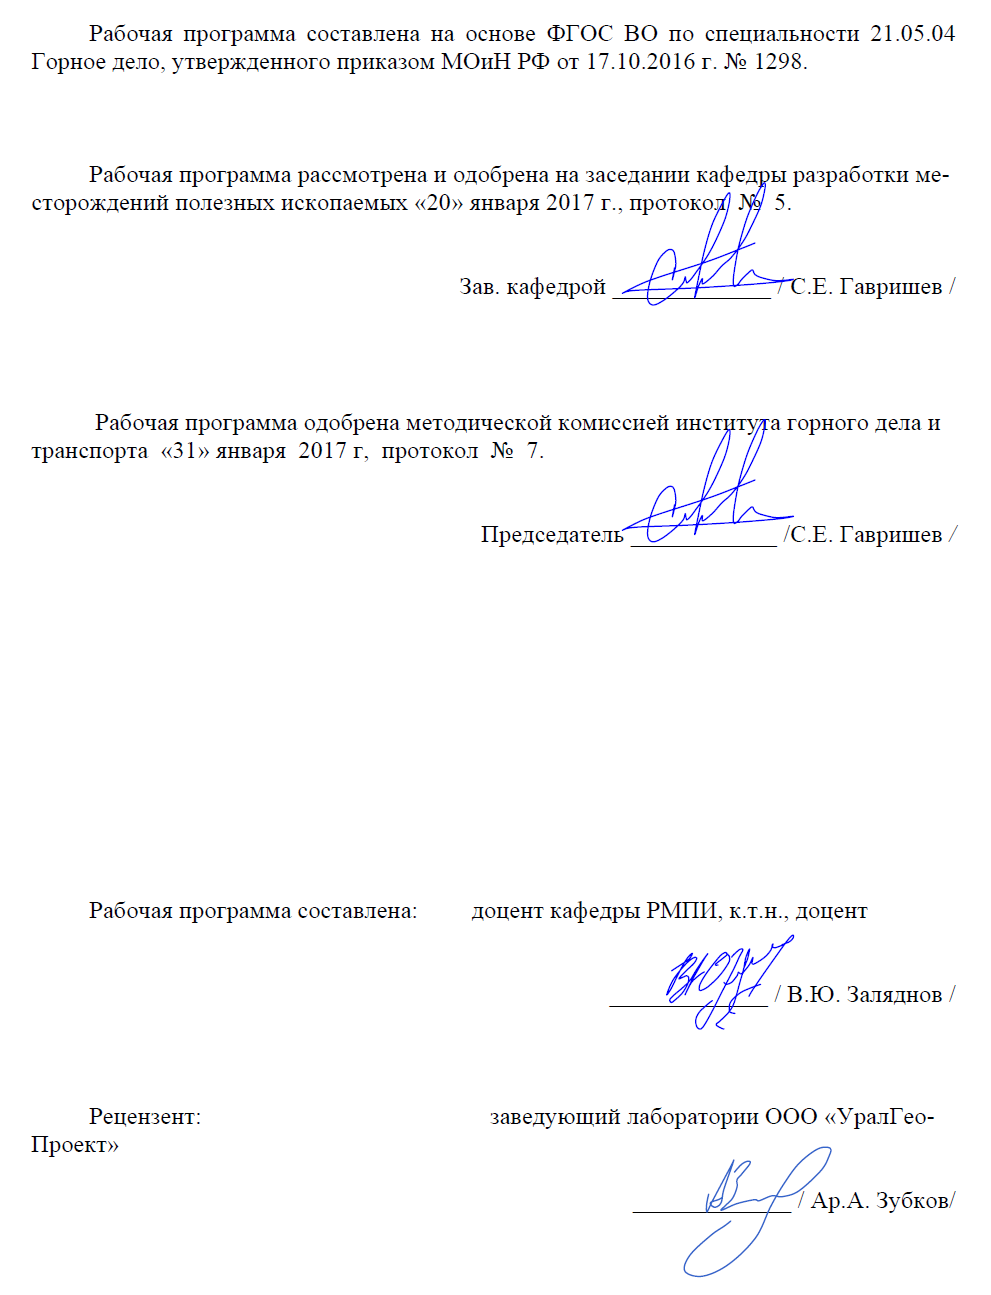 Рабочая программа составлена на основе ФГОС ВО по специальности 21.05.04
Горное дело, утвержденного приказом МОиН РФ от 17.10.2016 г. № 1298.
Рабочая программа рассмотрена и одобрена на заседании кафедры разработки ме-
сторождений полезных ископаемых «20» января 2017 г., протокол № 5.
Зав. кафедрой _____________ / С.Е. Гавришев /
Рабочая программа одобрена методической комиссией института горного дела и
транспорта «31» января 2017 г, протокол № 7.
Председатель ____________ /С.Е. Гавришев /
Рабочая программа составлена: доцент кафедры РМПИ, к.т.н., доцент
_____________ / В.Ю. Заляднов /
Рецензент: заведующий лаборатории ООО «УралГео-
Проект»
_____________ / Ар.А. Зубков/